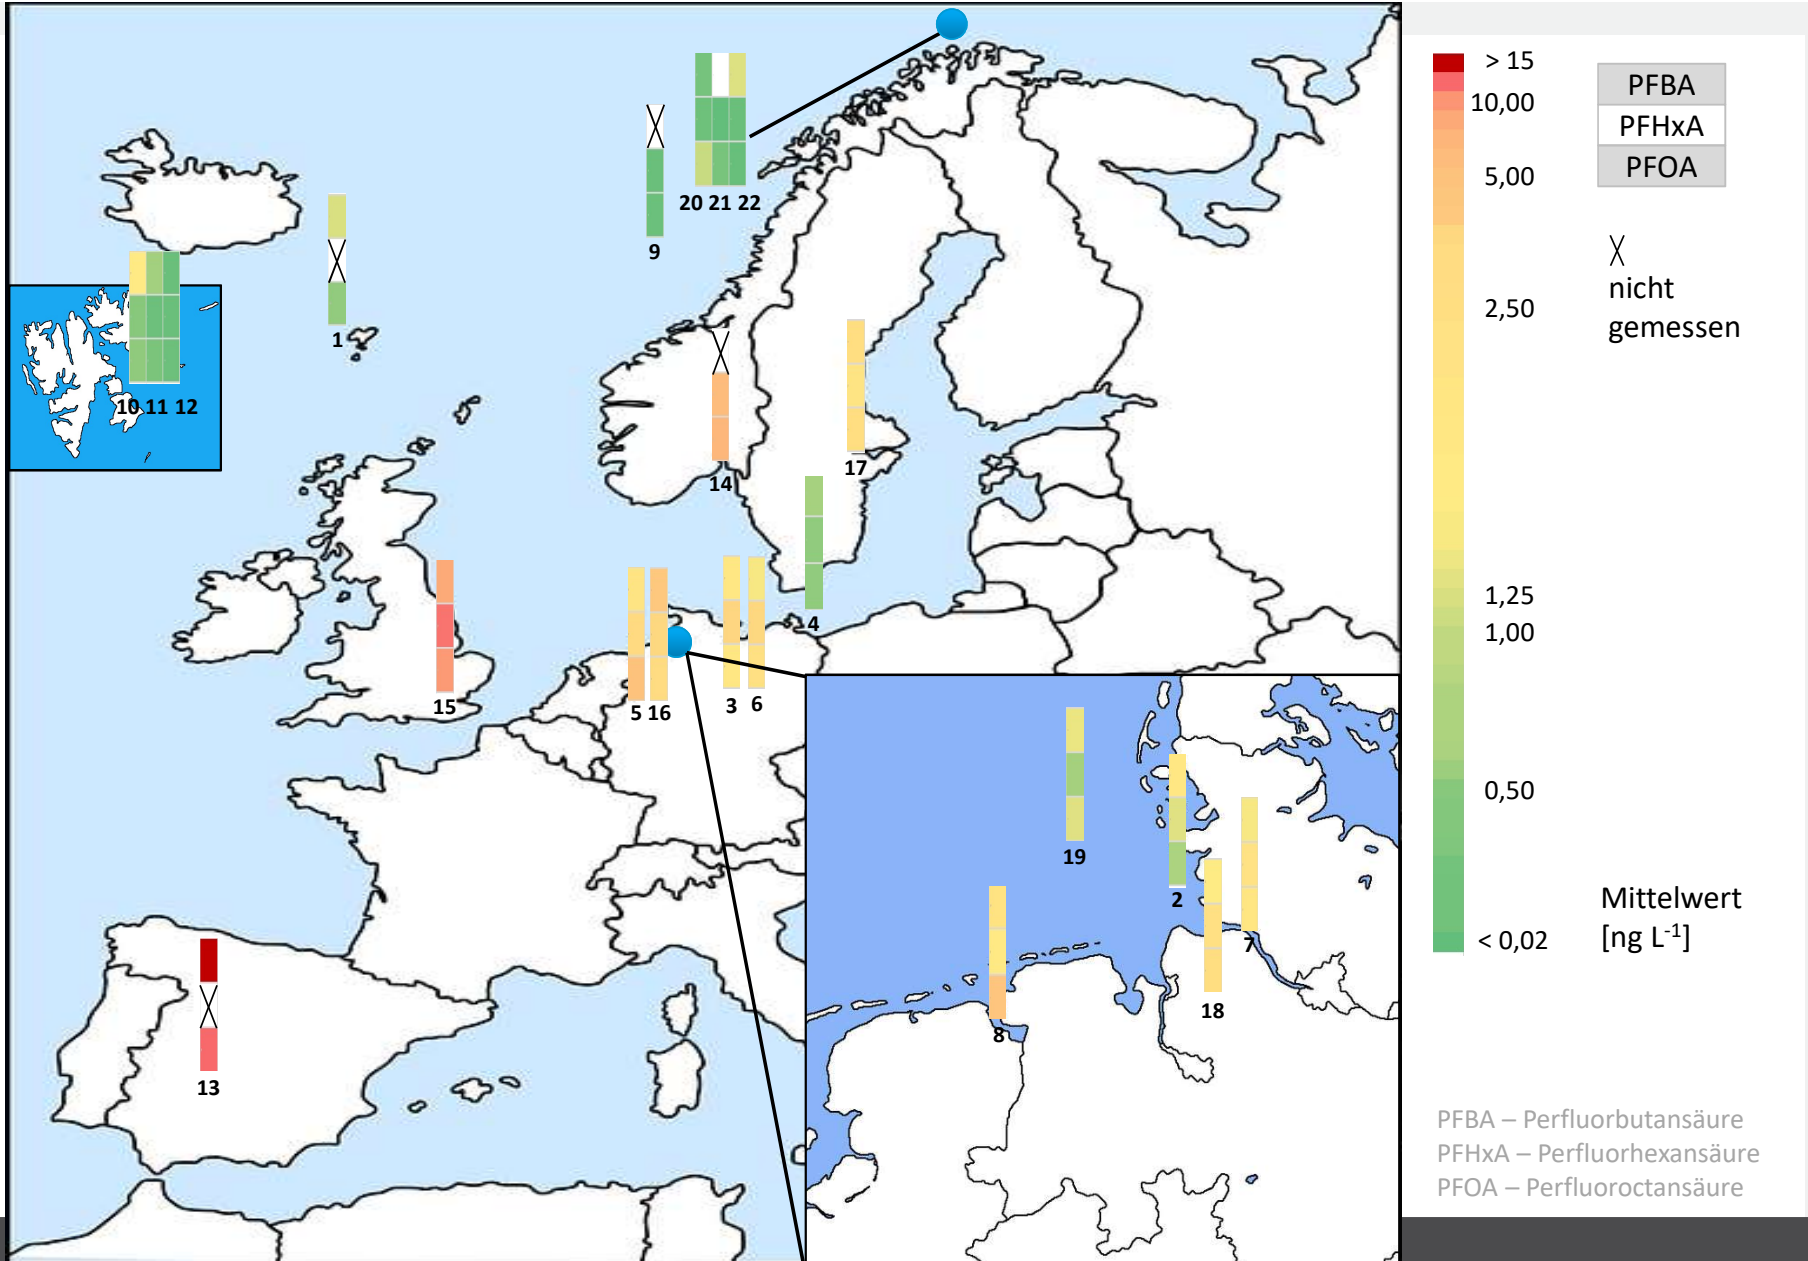 20 21 22
9
1
10 11 12
14
17
4
15
5 16
3 6
13
19
2
7
18
8
> 15
10,00
5,00
2,50
1,25
1,00
0,50
< 0,02
PFBA
PFHxA
PFOA
X
nicht
gemessen
Mittelwert
[ng L⁻¹]
PFBA – Perfluorbutansäure
PFHxA – Perfluorhexansäure
PFOA – Perfluoroctansäure